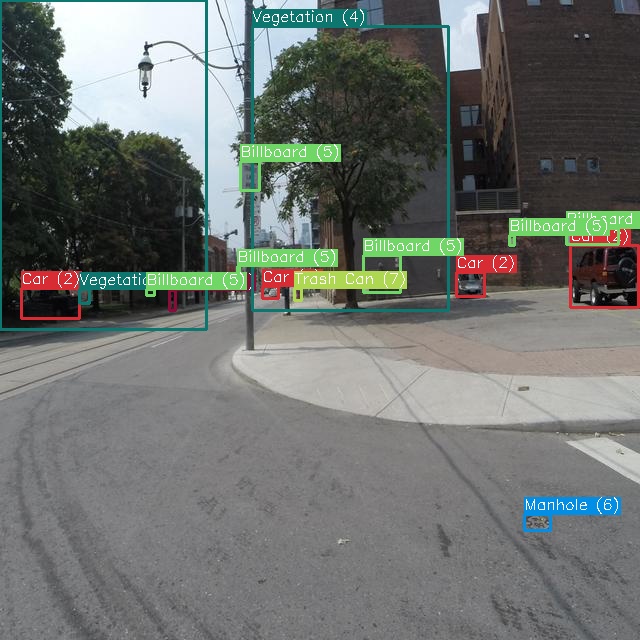 Vegetation (4)
Billboard (5)
Billboard
Billboard (5)
Car (2)
Billboard (5)
Billboard (5)
Car (2)
Car (2)
Vegetatio
Billboard (5)
Car
Trash Can (7)
Manhole (6)